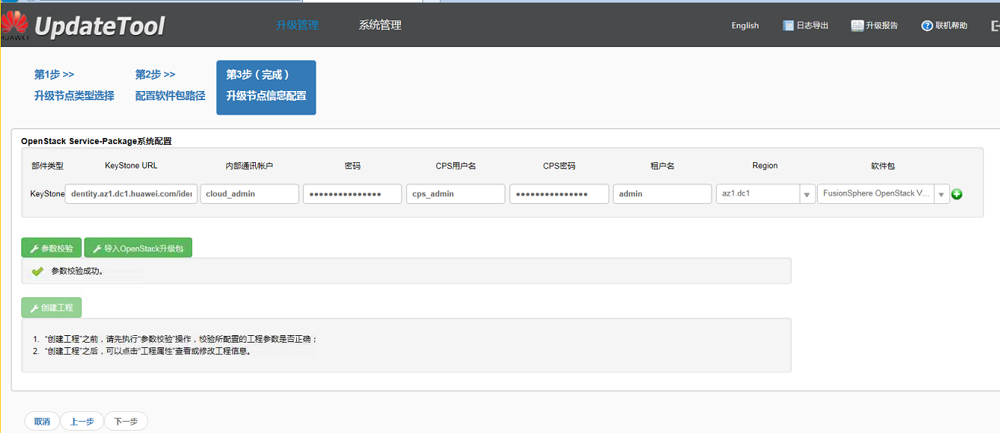 HUAWEI UpdateTool 升级管理 系统管理 English 日志导出 升级报告 联机帮助
第1步 >> 第2步 >> 第3步（完成）
升级节点类型选择 配置软件包路径 升级节点信息配置
OpenStack Service-Package系统配置
部件类型 KeyStone URL 内部通讯帐户 密码 CPS用户名 CPS密码 租户名 Region 软件包
KeyStone dentity.az1.dc1.huawei.com/ider cloud_admin ••••••••••••••• cps_admin ••••••••••••••• admin az1.dc1 FusionSphere OpenStack V...
参数校验 导入OpenStack升级包
参数校验成功。
创建工程
1. “创建工程”之前，请先执行“参数校验”操作，校验所配置的工程参数是否正确；
2. “创建工程”之后，可以点击“工程属性”查看或修改工程信息。
取消 上一步 下一步